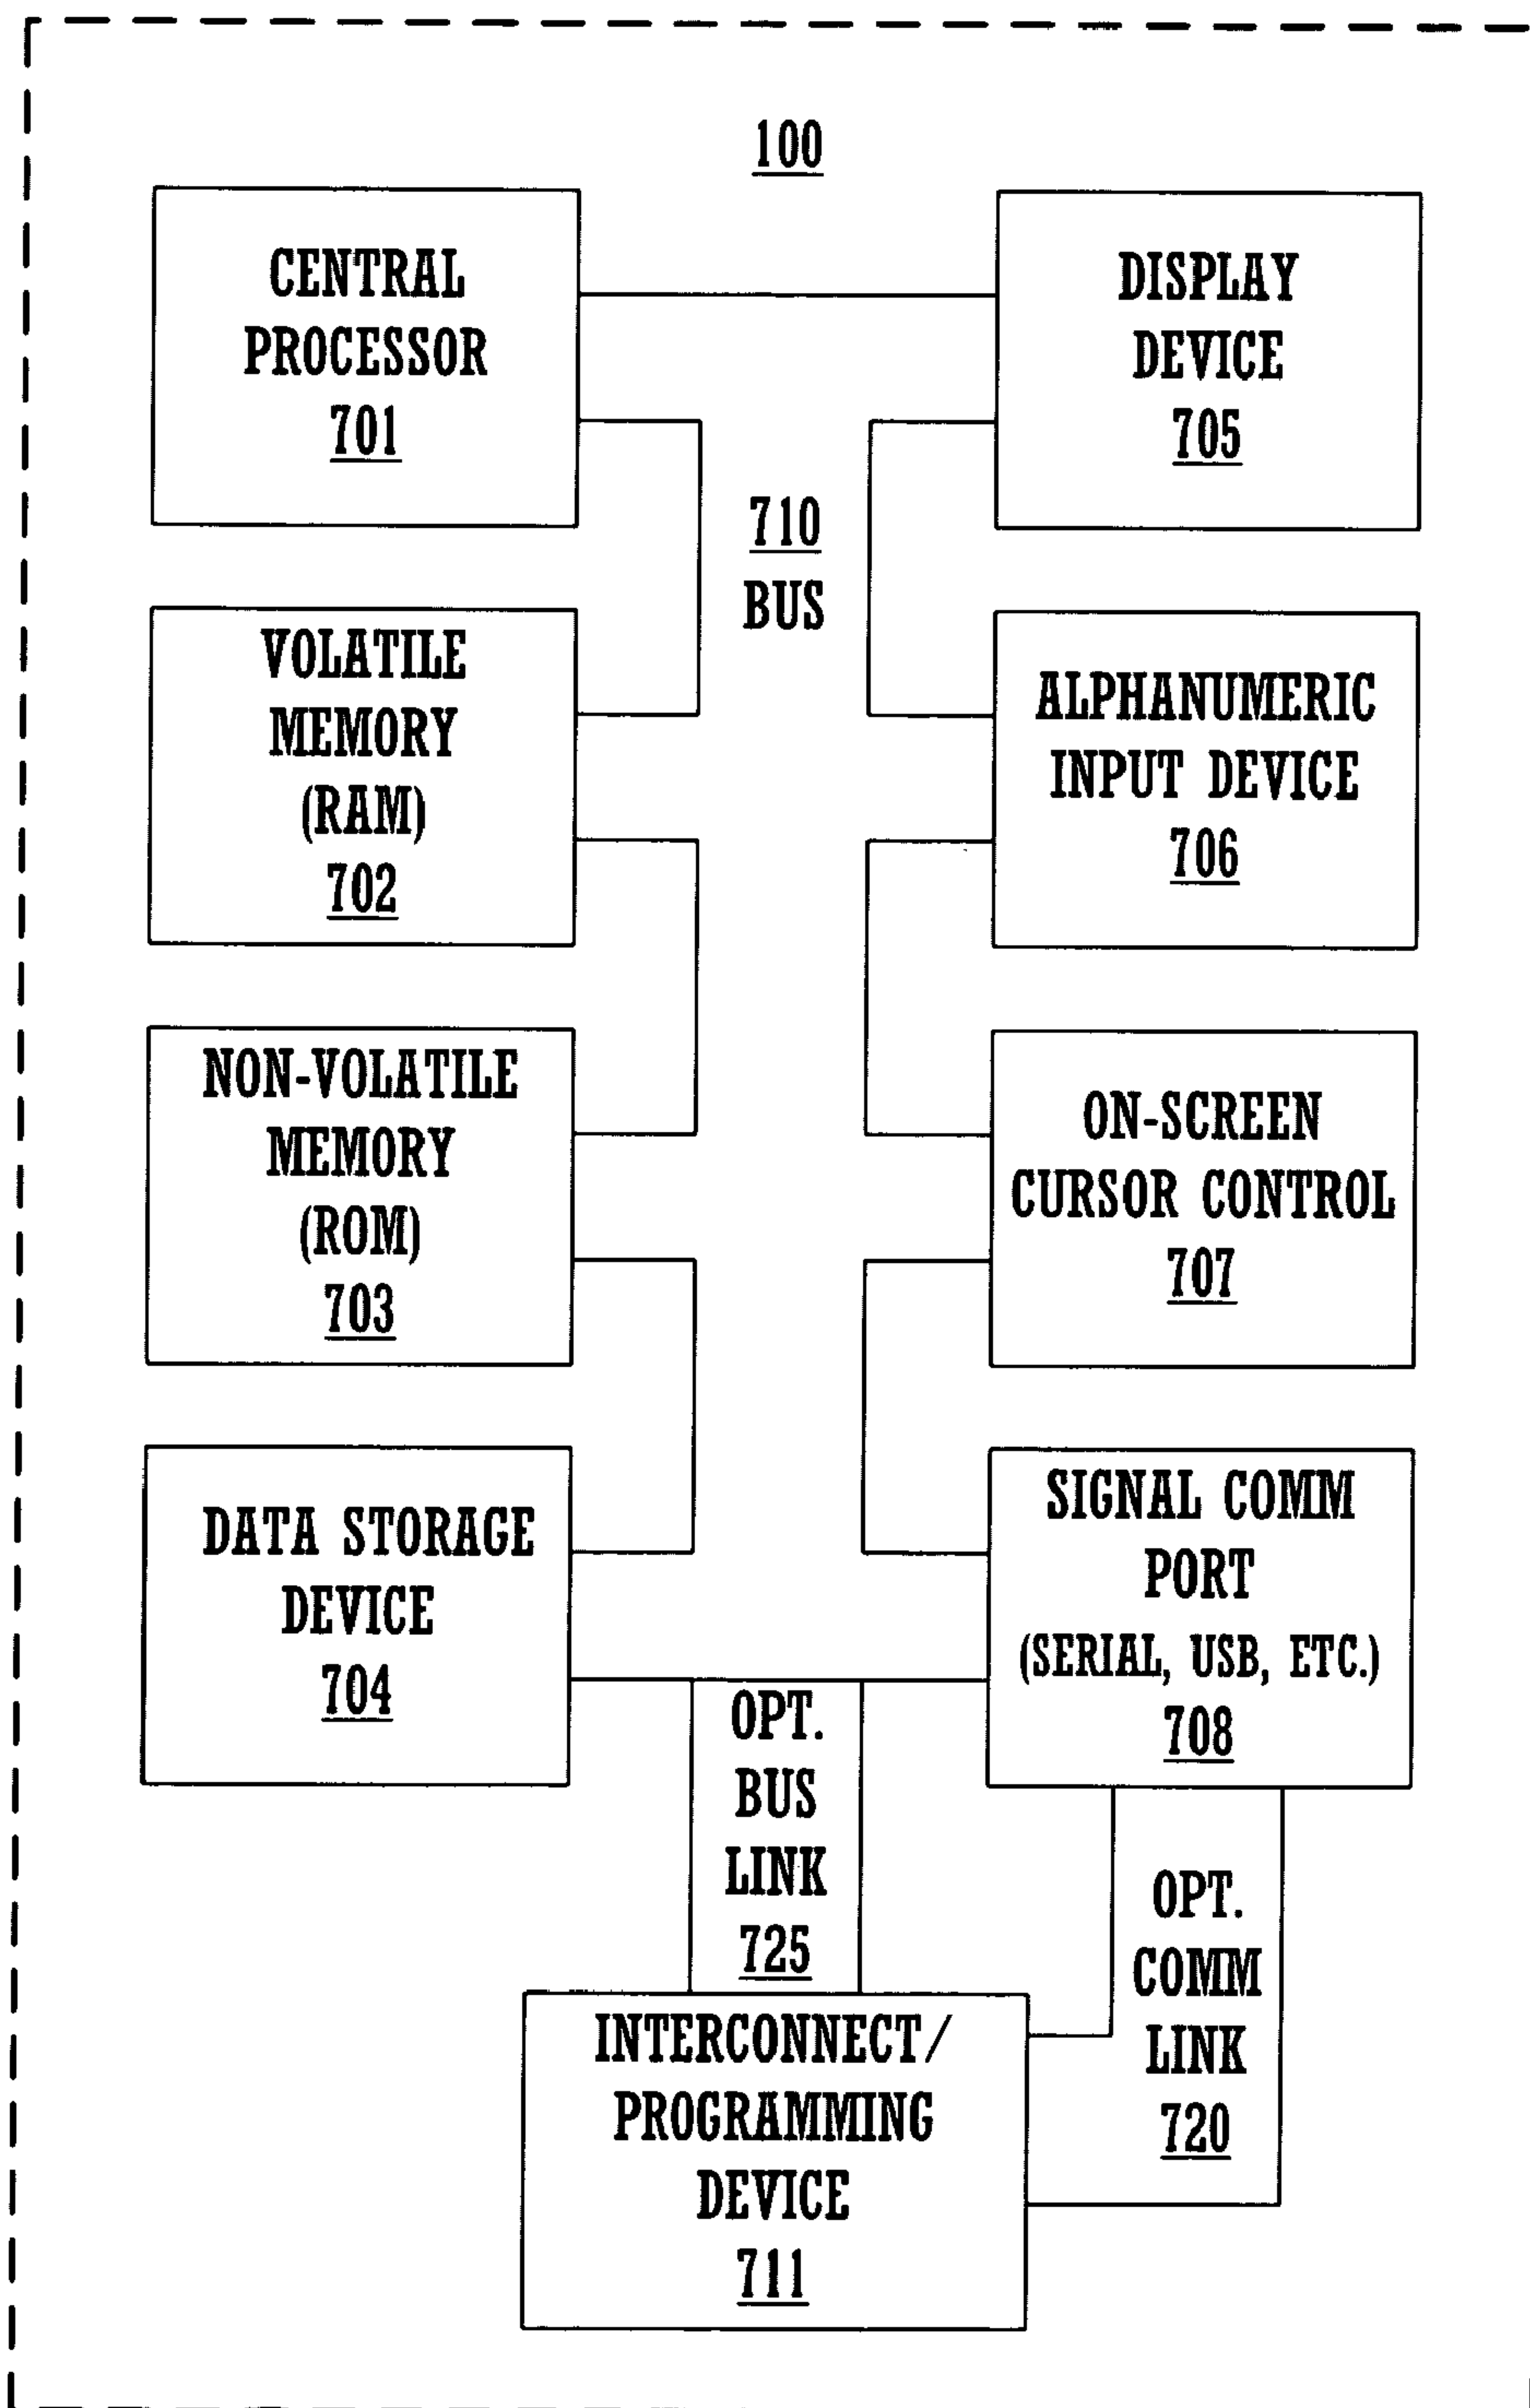 100
CENTRAL
PROCESSOR
701
DISPLAY
DEVICE
705
710
BUS
VOLATILE
MEMORY
(RAM)
702
ALPHANUMERIC
INPUT DEVICE
706
NON-VOLATILE
MEMORY
(ROM)
703
ON-SCREEN
CURSOR CONTROL
707
DATA STORAGE
DEVICE
704
SIGNAL COMM
PORT
(SERIAL, USB, ETC.)
708
OPT.
BUS
LINK
725
OPT.
COMM
LINK
720
INTERCONNECT/
PROGRAMMING
DEVICE
711